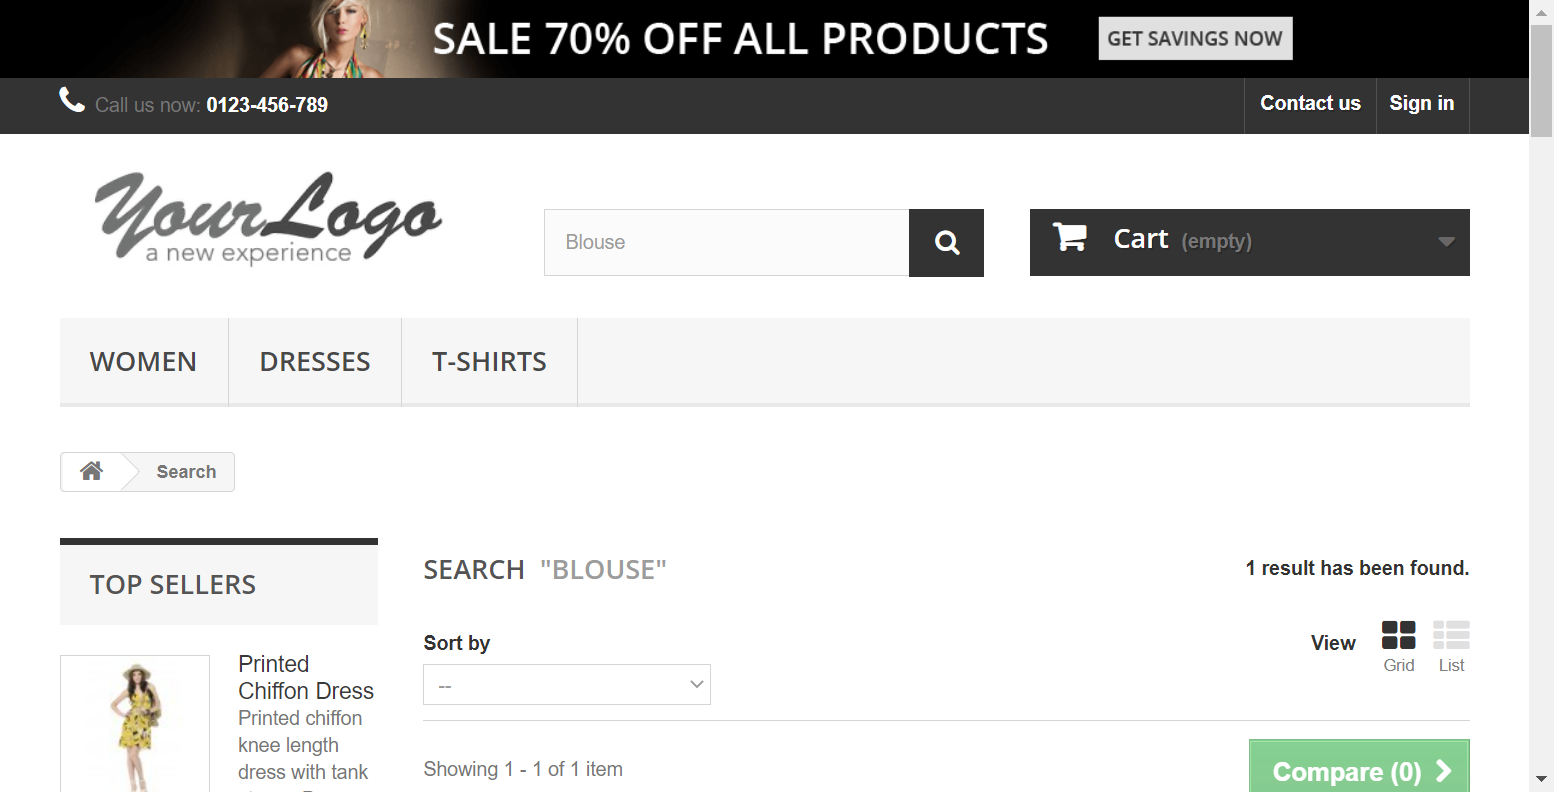 SALE 70% OFF ALL PRODUCTS
GET SAVINGS NOW
Call us now: 0123-456-789
Contact us
Sign in
YourLogo
a new experience
Blouse
Cart (empty)
WOMEN
DRESSES
T-SHIRTS
Search
TOP SELLERS
Printed
Chiffon Dress
Printed chiffon
knee length
dress with tank
SEARCH "BLOUSE"
1 result has been found.
Sort by
--
View
Grid
List
Showing 1 - 1 of 1 item
Compare (0)